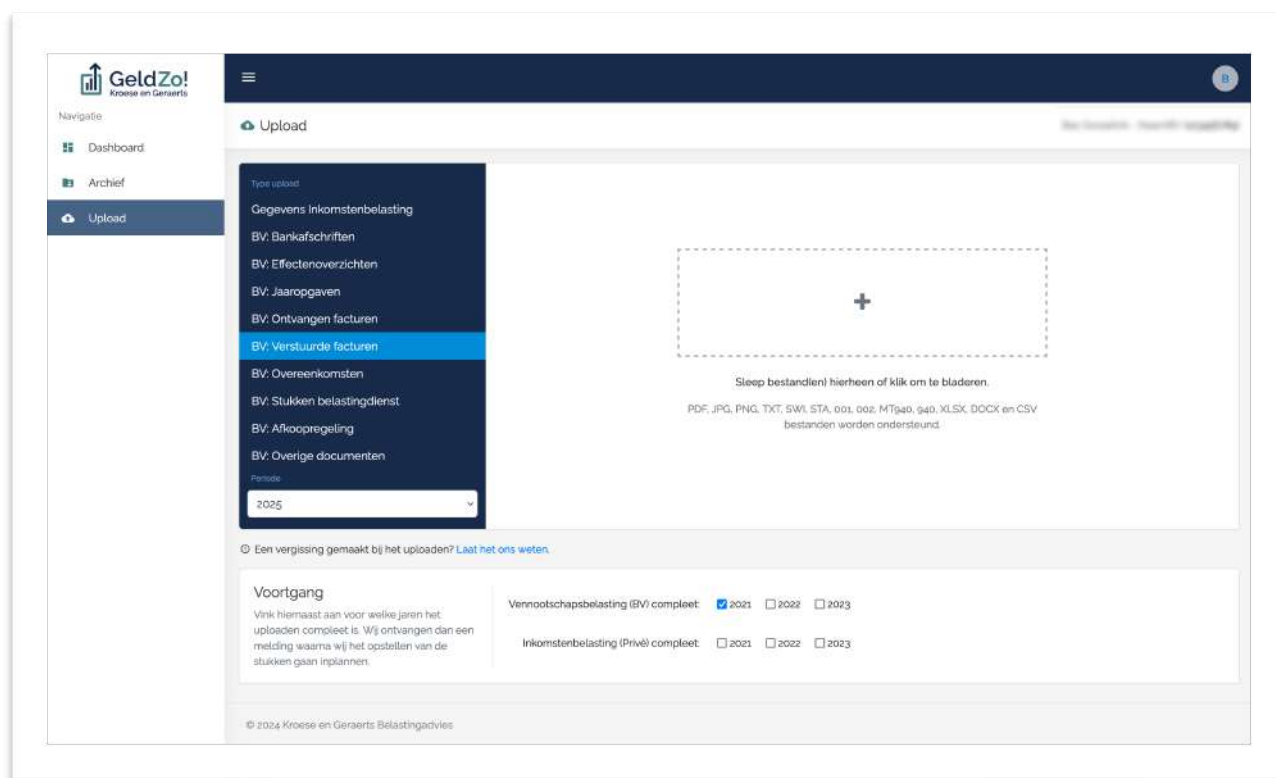 GeldZo!
Kroese en Geraerts
B
Navigatie
Dashboard
Archief
Upload
Upload
Type upload
Gegevens Inkomstenbelasting
BV: Bankafschriften
BV: Effectenoverzichten
BV: Jaaropgaven
BV: Ontvangen facturen
BV: Verstuurde facturen
BV: Overeenkomsten
BV: Stukken belastingdienst
BV: Afkoopregeling
BV: Overige documenten
Periode
2025
Sleep bestand(en) hierheen of klik om te bladeren.
PDF, JPG, PNG, TXT, SWI, STA, 001, 002, MT940, 940, XLSX, DOCX en CSV
bestanden worden ondersteund.
Een vergissing gemaakt bij het uploaden? Laat het ons weten.
Voortgang
Vink hiernaast aan voor welke jaren het
uploaden compleet is. Wij ontvangen dan een
melding waarna wij het opstellen van de
stukken gaan inplannen.
Vennootschapsbelasting (BV) compleet: 2021 2022 2023
Inkomstenbelasting (Privé) compleet: 2021 2022 2023
© 2024 Kroese en Geraerts Belastingadvies